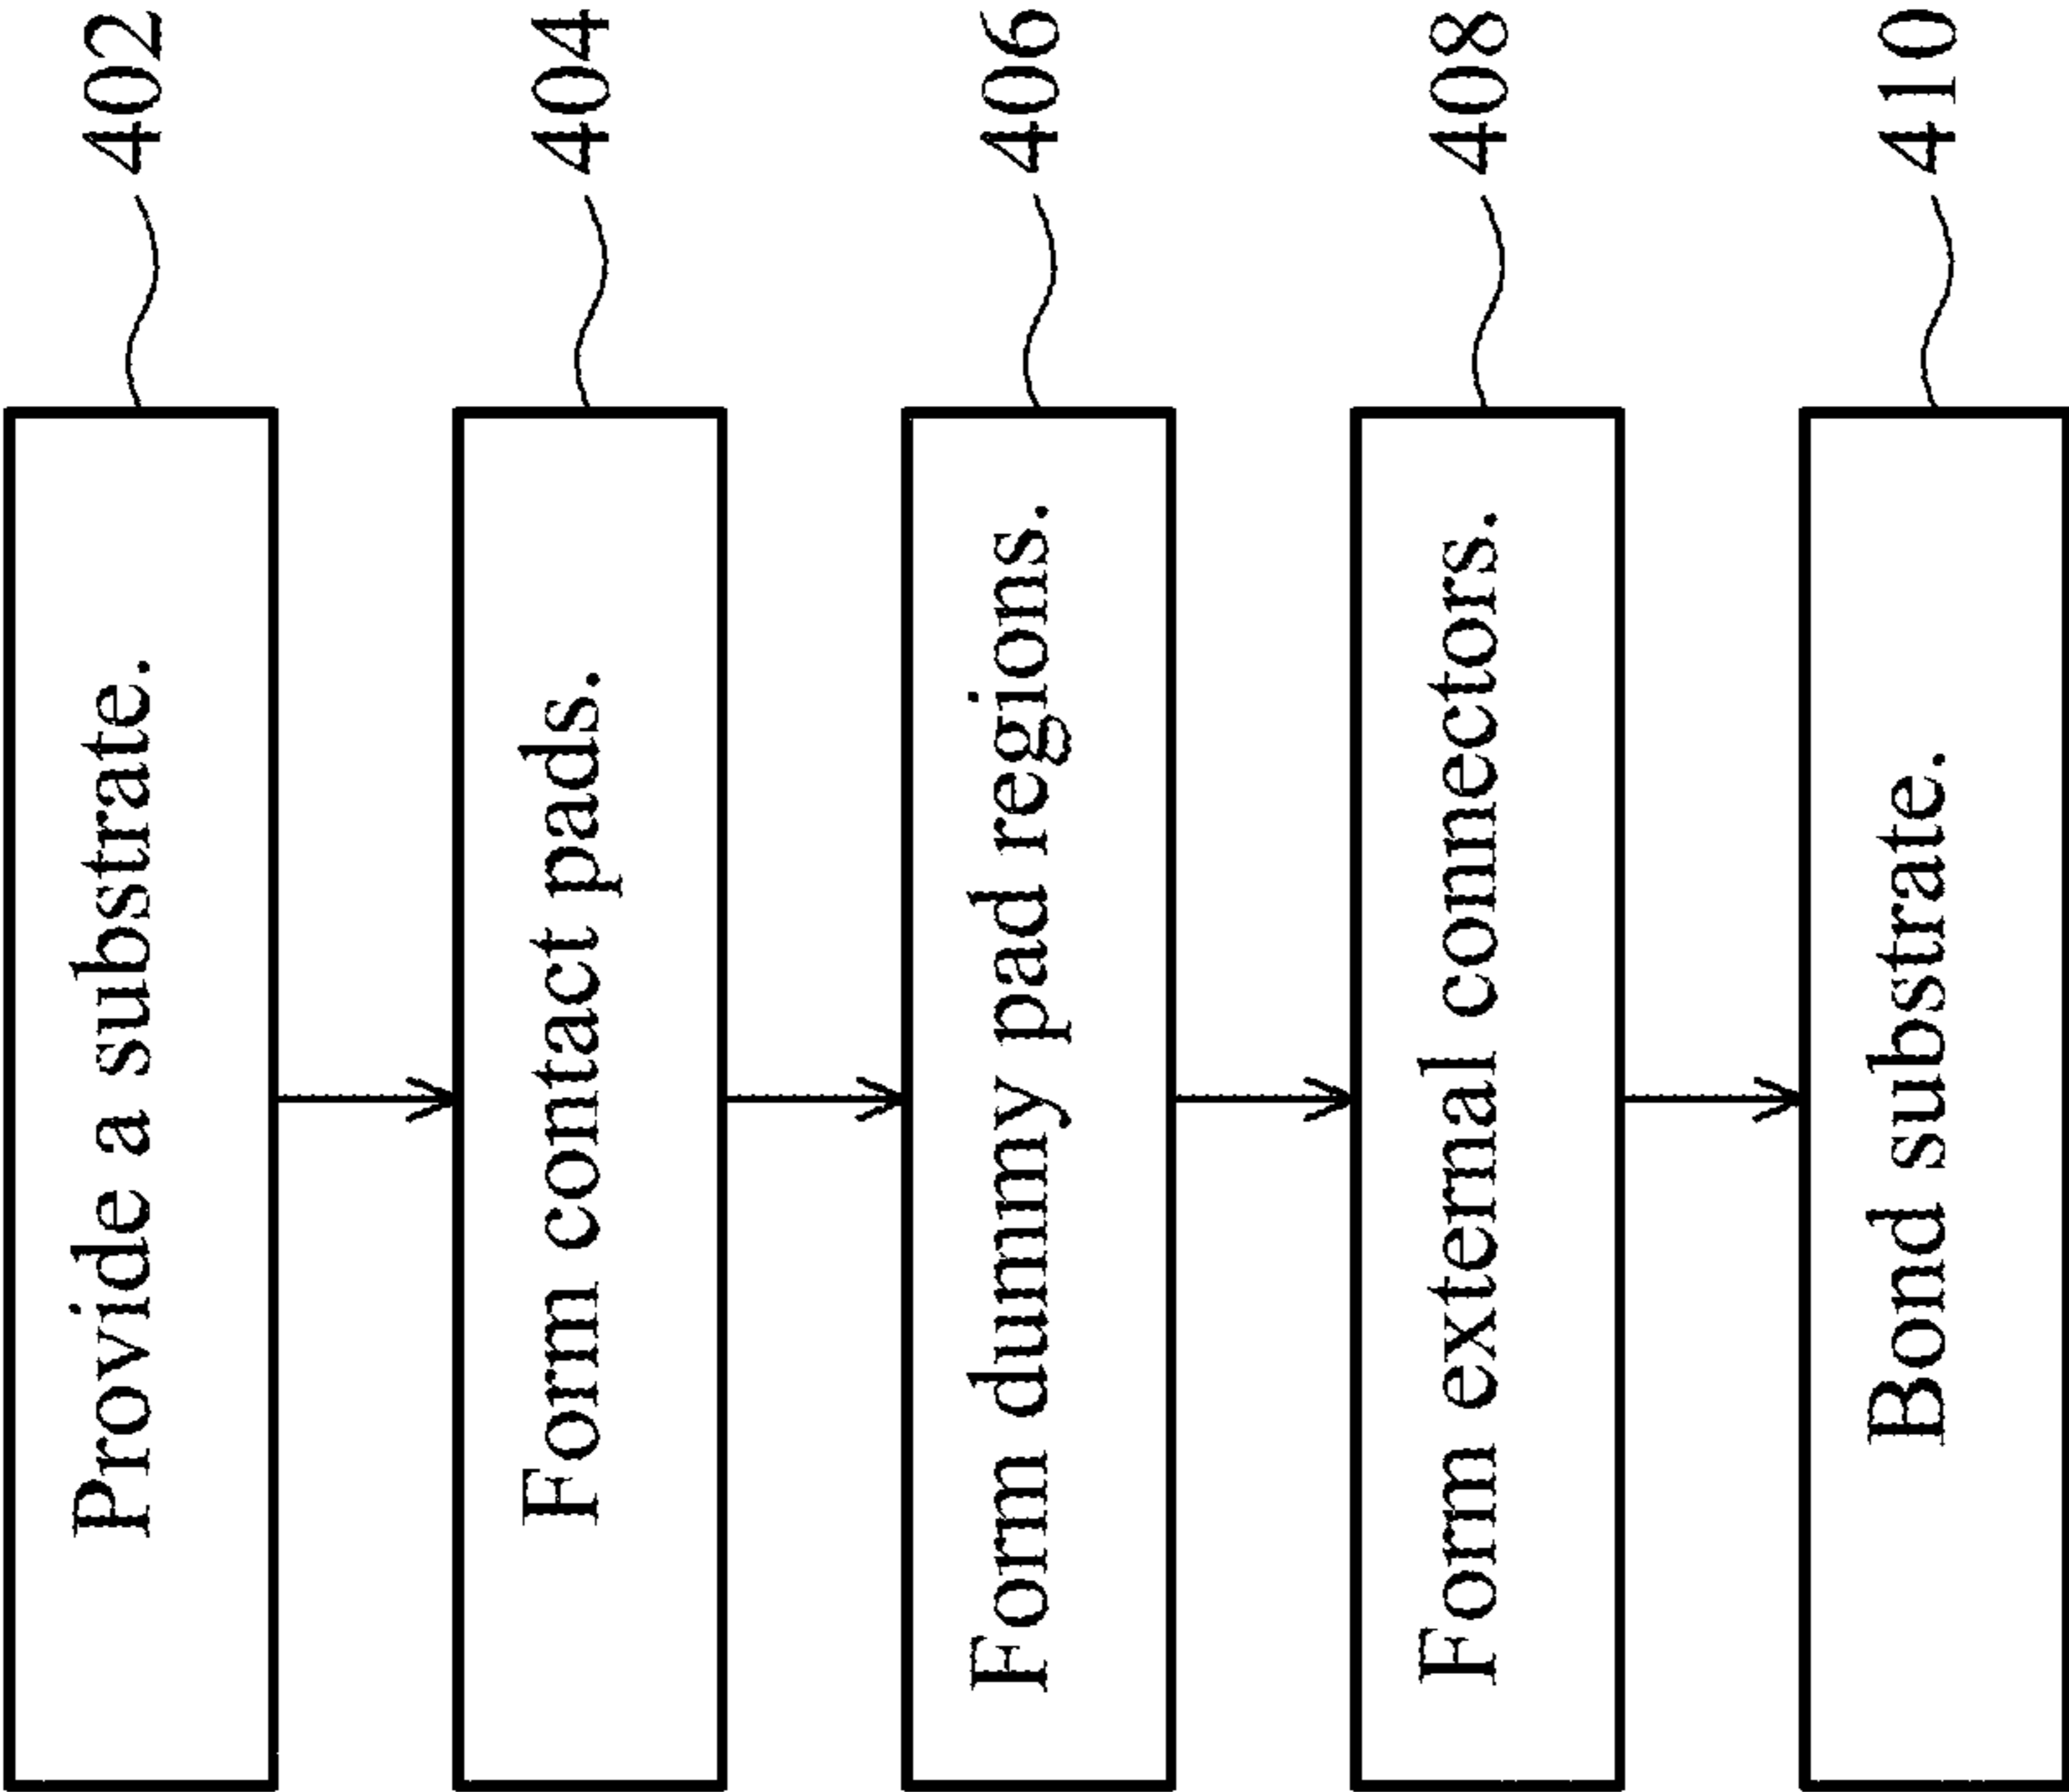 Provide a substrate.
402
Form contact pads.
404
Form dummy pad regions.
406
Form external connectors.
408
Bond substrate.
410